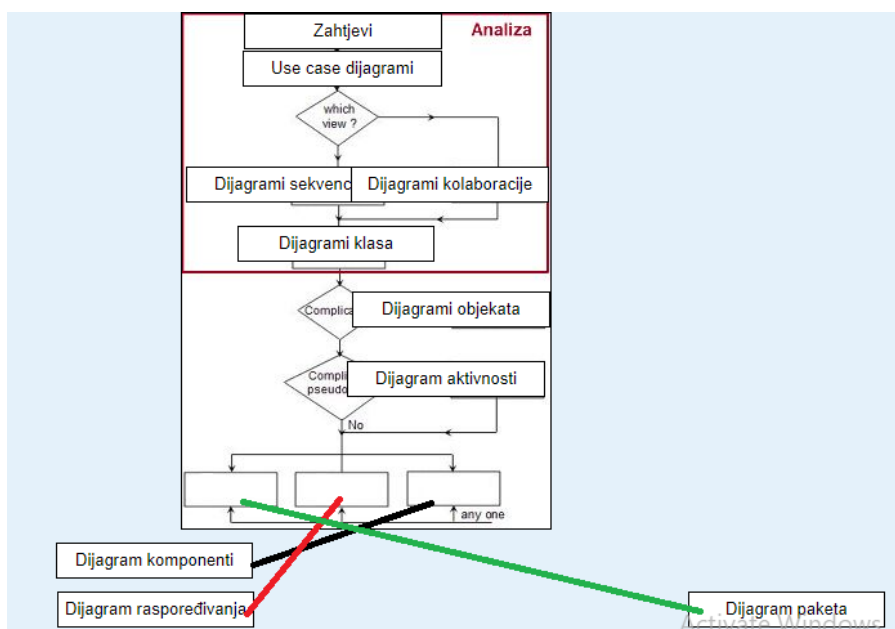 Zahtjevi
Analiza
Use case dijagrami
which
view ?
Dijagrami sekvenc
Dijagrami kolaboracije
Dijagrami klasa
Complica
Dijagrami objekata
Compli
pseudo
Dijagram aktivnosti
No
any one
Dijagram komponenti
Dijagram raspoređivanja
Dijagram paketa
Activate Windows